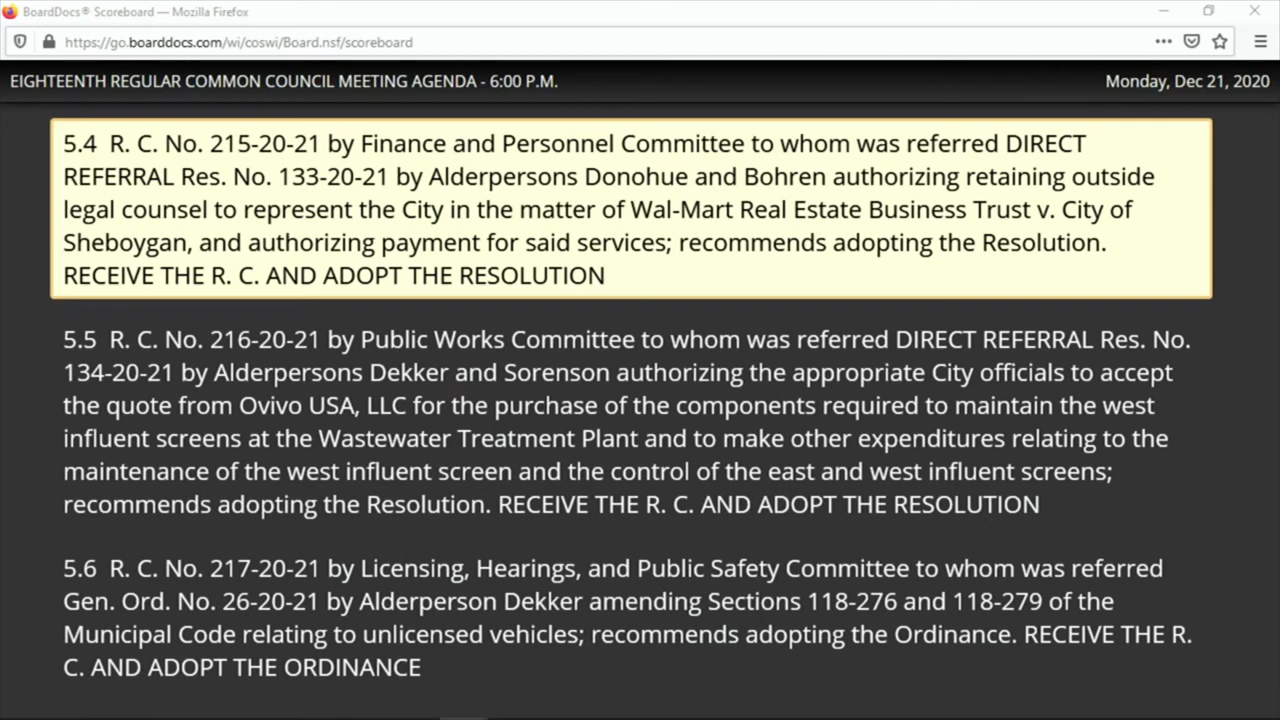 BoardDocs® Scoreboard — Mozilla Firefox
https://go.boarddocs.com/wi/coswi/Board.nsf/scoreboard
EIGHTEENTH REGULAR COMMON COUNCIL MEETING AGENDA - 6:00 P.M. Monday, Dec 21, 2020
5.4 R. C. No. 215-20-21 by Finance and Personnel Committee to whom was referred DIRECT
REFERRAL Res. No. 133-20-21 by Alderpersons Donohue and Bohren authorizing retaining outside
legal counsel to represent the City in the matter of Wal-Mart Real Estate Business Trust v. City of
Sheboygan, and authorizing payment for said services; recommends adopting the Resolution.
RECEIVE THE R. C. AND ADOPT THE RESOLUTION
5.5 R. C. No. 216-20-21 by Public Works Committee to whom was referred DIRECT REFERRAL Res. No.
134-20-21 by Alderpersons Dekker and Sorenson authorizing the appropriate City officials to accept
the quote from Ovivo USA, LLC for the purchase of the components required to maintain the west
influent screens at the Wastewater Treatment Plant and to make other expenditures relating to the
maintenance of the west influent screen and the control of the east and west influent screens;
recommends adopting the Resolution. RECEIVE THE R. C. AND ADOPT THE RESOLUTION
5.6 R. C. No. 217-20-21 by Licensing, Hearings, and Public Safety Committee to whom was referred
Gen. Ord. No. 26-20-21 by Alderperson Dekker amending Sections 118-276 and 118-279 of the
Municipal Code relating to unlicensed vehicles; recommends adopting the Ordinance. RECEIVE THE R.
C. AND ADOPT THE ORDINANCE